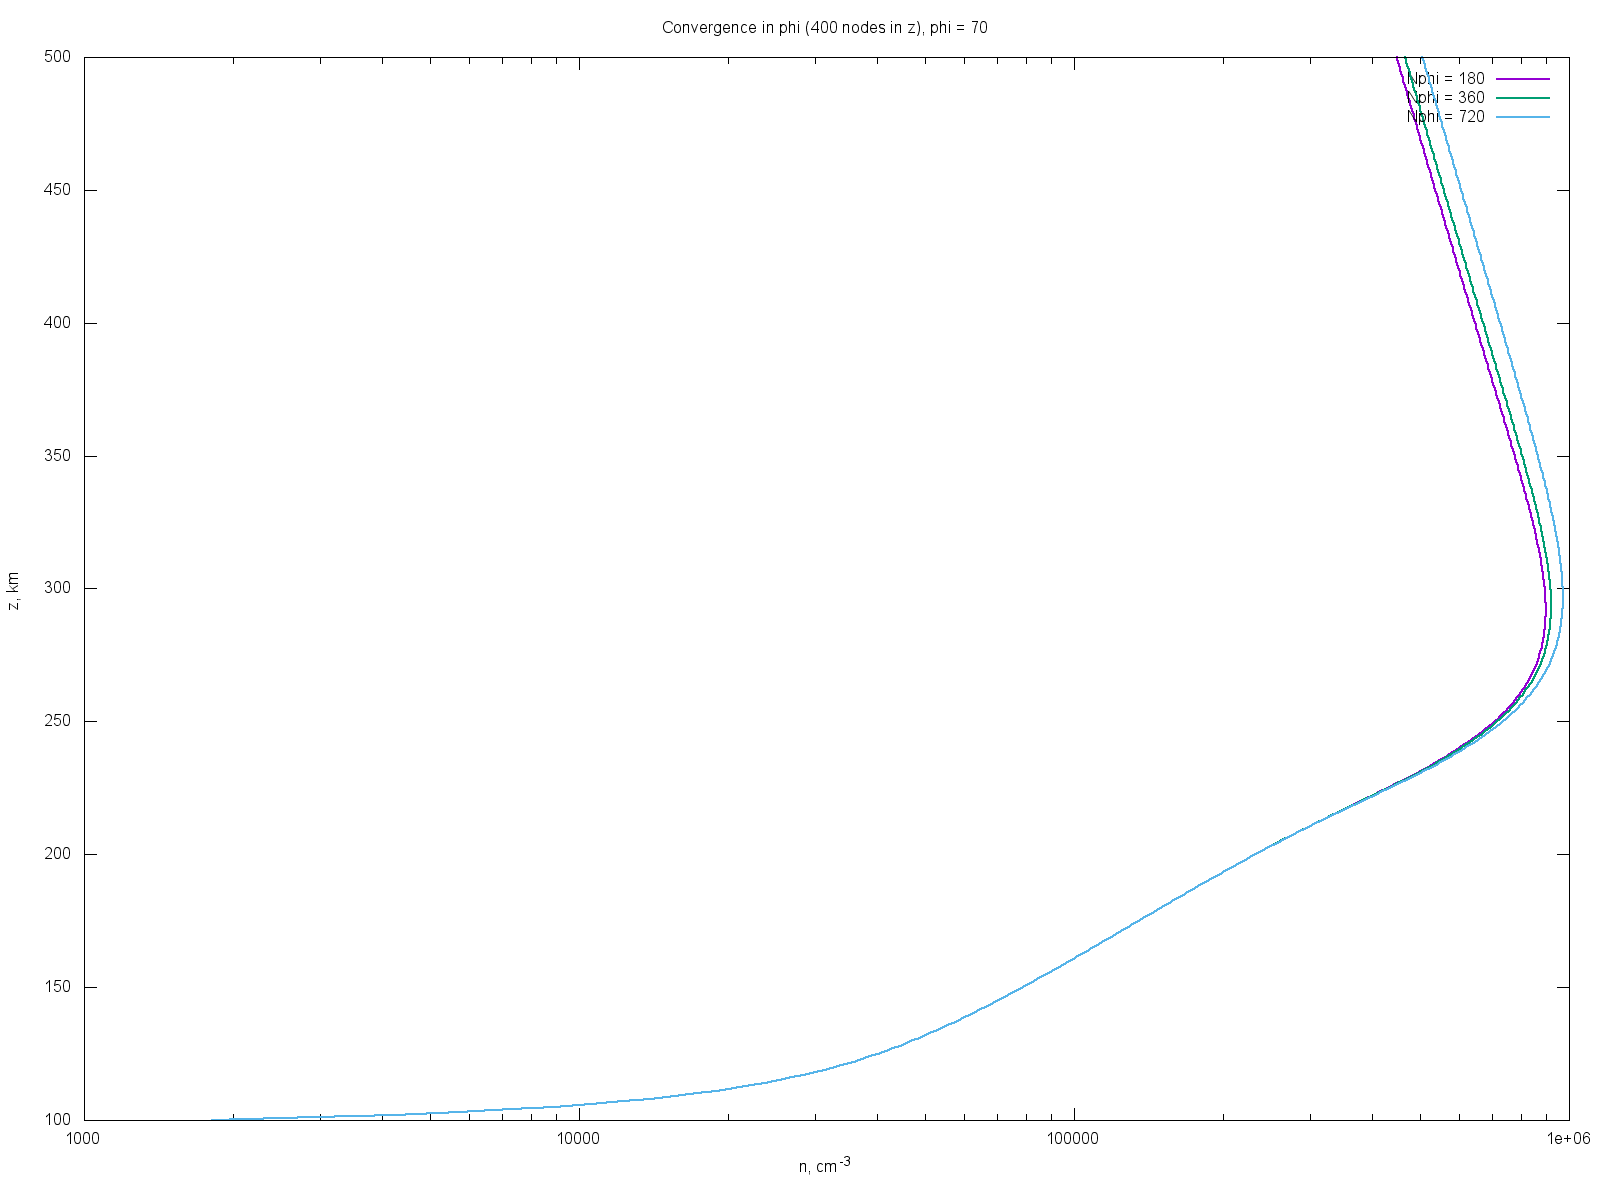 Convergence in phi (400 nodes in z), phi = 70
500
450
400
350
300
250
200
150
100
z, km
Nphi = 180
Nphi = 360
Nphi = 720
1000 10000 100000 1e+06
n, cm-3